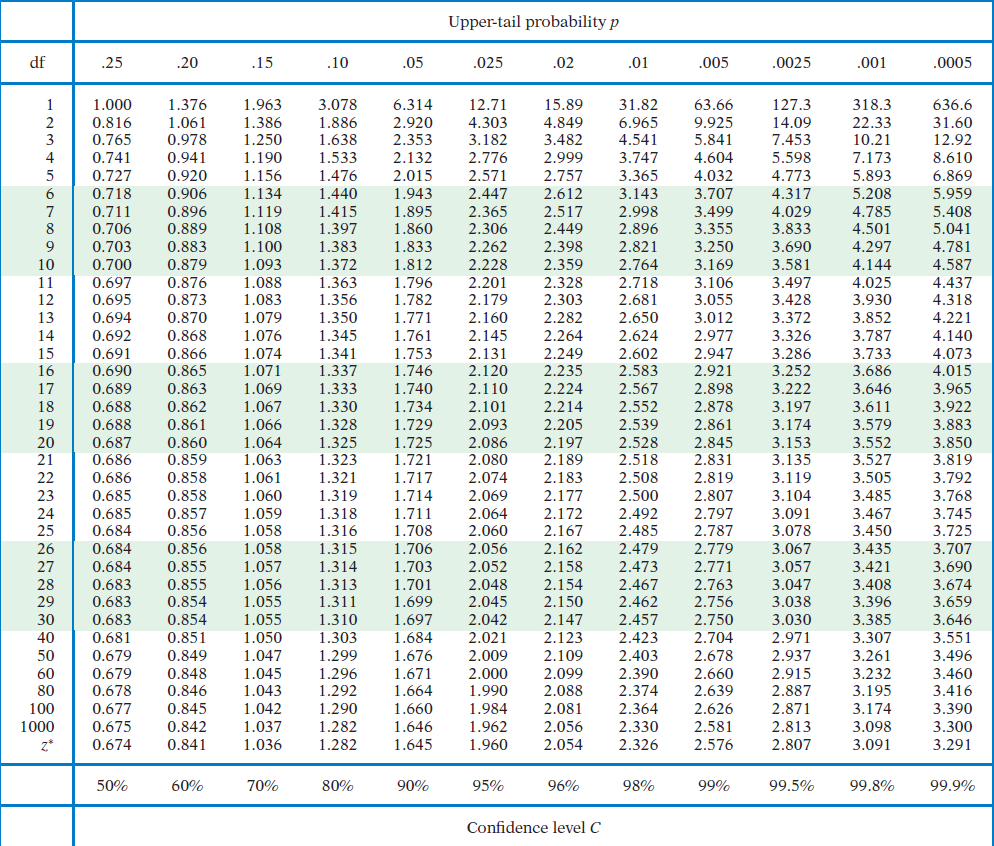 Upper-tail probability p
df .25 .20 .15 .10 .05 .025 .02 .01 .005 .0025 .001 .0005
1 1.000 1.376 1.963 3.078 6.314 12.71 15.89 31.82 63.66 127.3 318.3 636.6
2 0.816 1.061 1.386 1.886 2.920 4.303 4.849 6.965 9.925 14.09 22.33 31.60
3 0.765 0.978 1.250 1.638 2.353 3.182 3.482 4.541 5.841 7.453 10.21 12.92
4 0.741 0.941 1.190 1.533 2.132 2.776 2.999 3.747 4.604 5.598 7.173 8.610
5 0.727 0.920 1.156 1.476 2.015 2.571 2.757 3.365 4.032 4.773 5.893 6.869
6 0.718 0.906 1.134 1.440 1.943 2.447 2.612 3.143 3.707 4.317 5.208 5.959
7 0.711 0.896 1.119 1.415 1.895 2.365 2.517 2.998 3.499 4.029 4.785 5.408
8 0.706 0.889 1.108 1.397 1.860 2.306 2.449 2.896 3.355 3.833 4.501 5.041
9 0.703 0.883 1.100 1.383 1.833 2.262 2.398 2.821 3.250 3.690 4.297 4.781
10 0.700 0.879 1.093 1.372 1.812 2.228 2.359 2.764 3.169 3.581 4.144 4.587
11 0.697 0.876 1.088 1.363 1.796 2.201 2.328 2.718 3.106 3.497 4.025 4.437
12 0.695 0.873 1.083 1.356 1.782 2.179 2.303 2.681 3.055 3.428 3.930 4.318
13 0.694 0.870 1.079 1.350 1.771 2.160 2.282 2.650 3.012 3.372 3.852 4.221
14 0.692 0.868 1.076 1.345 1.761 2.145 2.264 2.624 2.977 3.326 3.787 4.140
15 0.691 0.866 1.074 1.341 1.753 2.131 2.249 2.602 2.947 3.286 3.733 4.073
16 0.690 0.865 1.071 1.337 1.746 2.120 2.235 2.583 2.921 3.252 3.686 4.015
17 0.689 0.863 1.069 1.333 1.740 2.110 2.224 2.567 2.898 3.222 3.646 3.965
18 0.688 0.862 1.067 1.330 1.734 2.101 2.214 2.552 2.878 3.197 3.611 3.922
19 0.688 0.861 1.066 1.328 1.729 2.093 2.205 2.539 2.861 3.174 3.579 3.883
20 0.687 0.860 1.064 1.325 1.725 2.086 2.197 2.528 2.845 3.153 3.552 3.850
21 0.686 0.859 1.063 1.323 1.721 2.080 2.189 2.518 2.831 3.135 3.527 3.819
22 0.686 0.858 1.061 1.321 1.717 2.074 2.183 2.508 2.819 3.119 3.505 3.792
23 0.685 0.858 1.060 1.319 1.714 2.069 2.177 2.500 2.807 3.104 3.485 3.768
24 0.685 0.857 1.059 1.318 1.711 2.064 2.172 2.492 2.797 3.091 3.467 3.745
25 0.684 0.856 1.058 1.316 1.708 2.060 2.167 2.485 2.787 3.078 3.450 3.725
26 0.684 0.856 1.058 1.315 1.706 2.056 2.162 2.479 2.779 3.067 3.435 3.707
27 0.684 0.855 1.057 1.314 1.703 2.052 2.158 2.473 2.771 3.057 3.421 3.690
28 0.683 0.855 1.056 1.313 1.701 2.048 2.154 2.467 2.763 3.047 3.408 3.674
29 0.683 0.854 1.055 1.311 1.699 2.045 2.150 2.462 2.756 3.038 3.396 3.659
30 0.683 0.854 1.055 1.310 1.697 2.042 2.147 2.457 2.750 3.030 3.385 3.646
40 0.681 0.851 1.050 1.303 1.684 2.021 2.123 2.423 2.704 2.971 3.307 3.551
50 0.679 0.849 1.047 1.299 1.676 2.009 2.109 2.403 2.678 2.937 3.261 3.496
60 0.679 0.848 1.045 1.296 1.671 2.000 2.099 2.390 2.660 2.915 3.232 3.460
80 0.678 0.846 1.043 1.292 1.664 1.990 2.088 2.374 2.639 2.887 3.195 3.416
100 0.677 0.845 1.042 1.290 1.660 1.984 2.081 2.364 2.626 2.871 3.174 3.390
1000 0.675 0.842 1.037 1.282 1.646 1.962 2.056 2.330 2.581 2.813 3.098 3.300
z* 0.674 0.841 1.036 1.282 1.645 1.960 2.054 2.326 2.576 2.807 3.091 3.291
50% 60% 70% 80% 90% 95% 96% 98% 99% 99.5% 99.8% 99.9%
Confidence level C